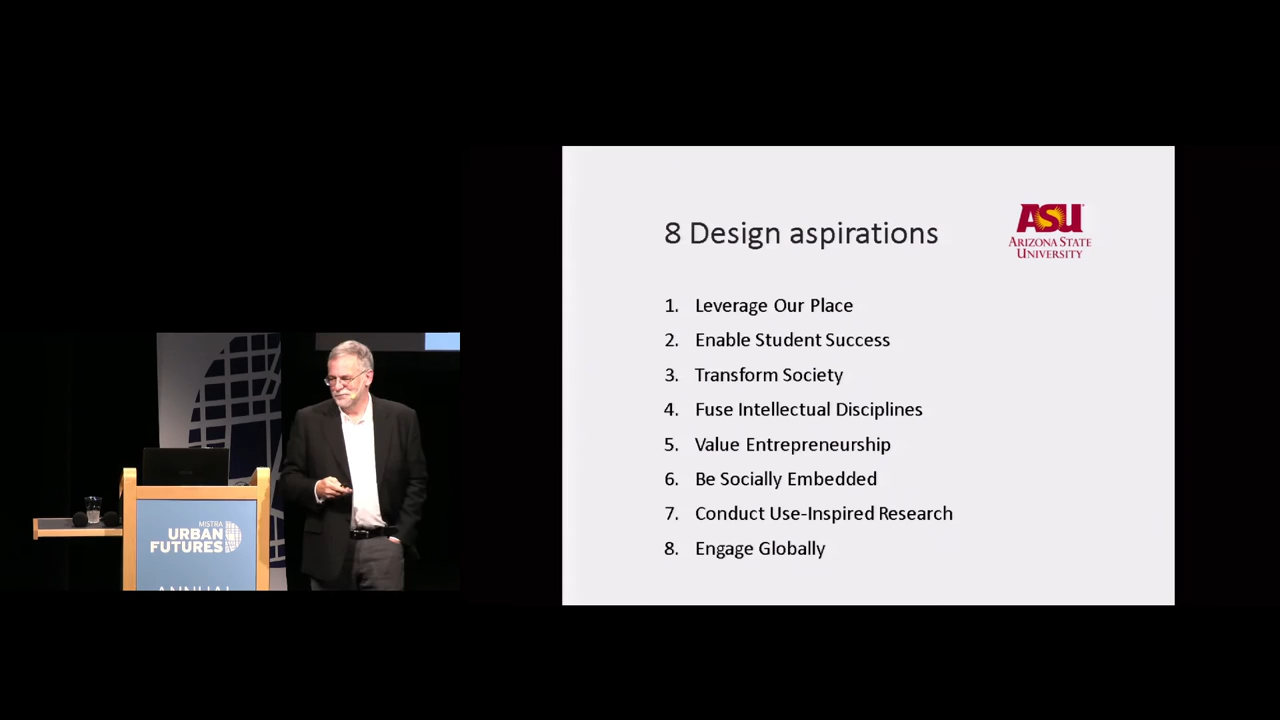 8 Design aspirations
ASU
ARIZONA STATE
UNIVERSITY
1. Leverage Our Place
2. Enable Student Success
3. Transform Society
4. Fuse Intellectual Disciplines
5. Value Entrepreneurship
6. Be Socially Embedded
7. Conduct Use-Inspired Research
8. Engage Globally
MISTRA
URBAN
FUTURES
ANNUAL